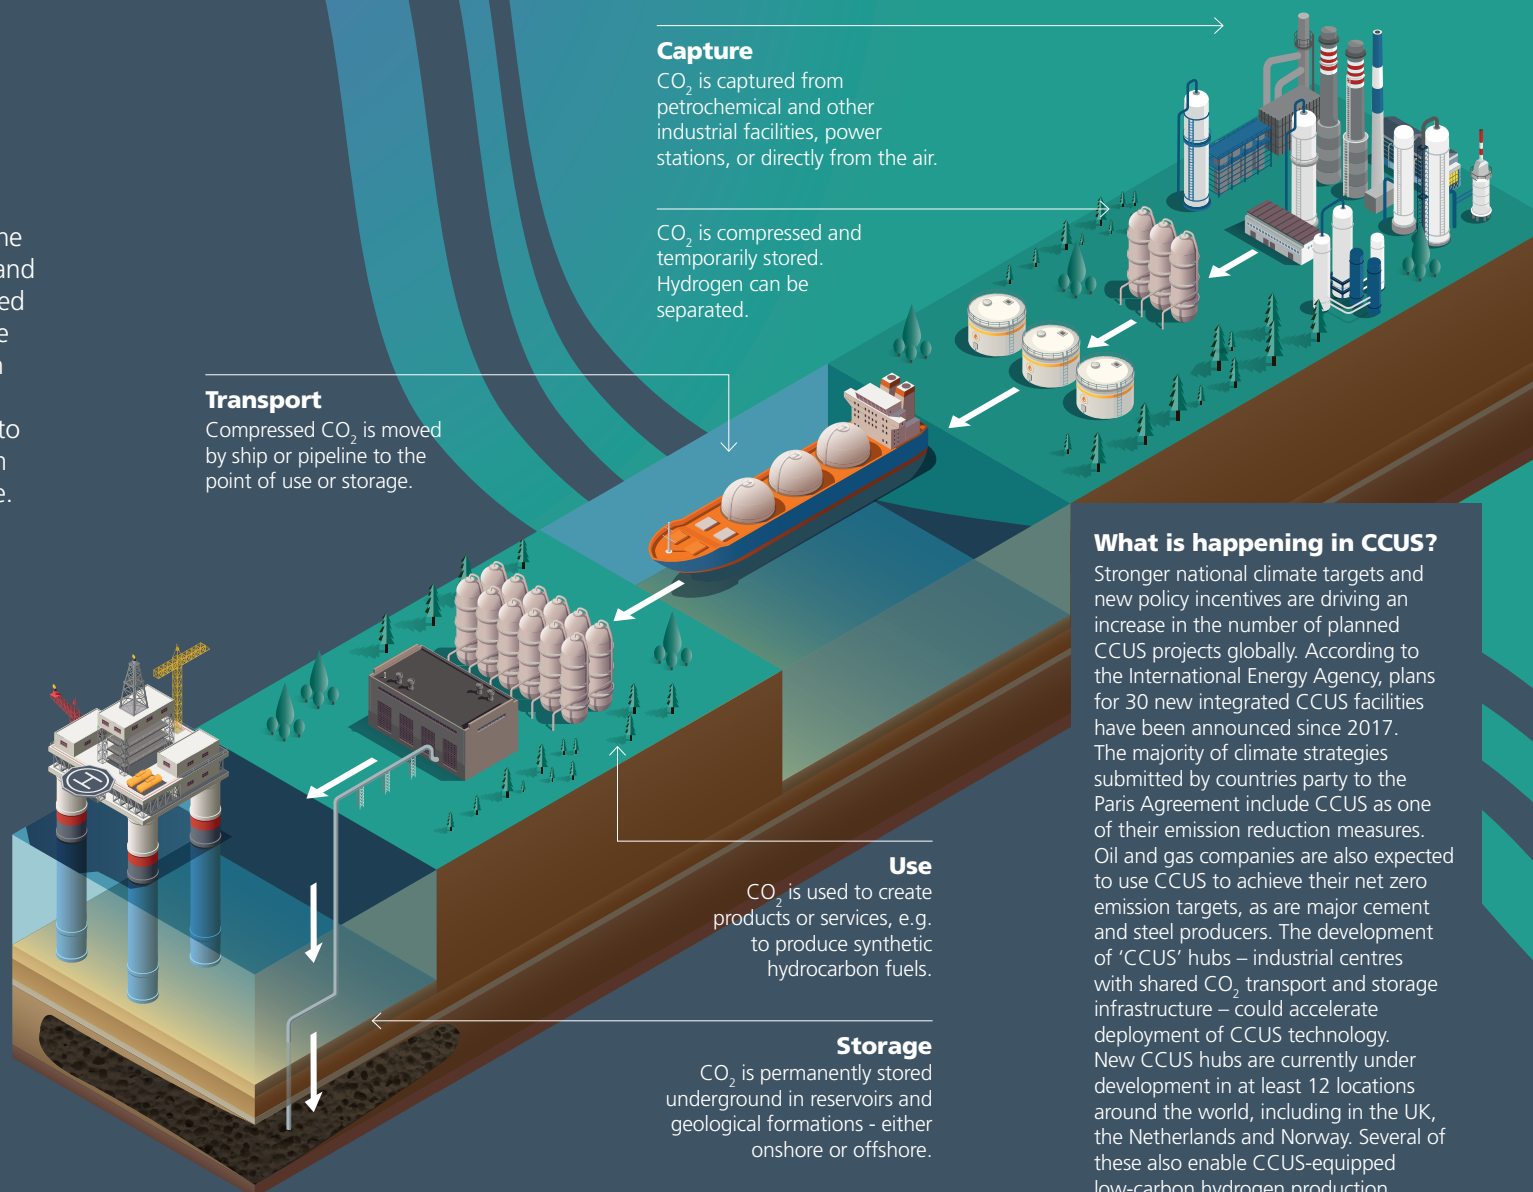 he
and
ed
e
to
e.
Capture
CO₂ is captured from
petrochemical and other
industrial facilities, power
stations, or directly from the air.
CO₂ is compressed and
temporarily stored.
Hydrogen can be
separated.
Transport
Compressed CO₂ is moved
by ship or pipeline to the
point of use or storage.
H
Use
CO₂ is used to create
products or services, e.g.
to produce synthetic
hydrocarbon fuels.
Storage
CO₂ is permanently stored
underground in reservoirs and
geological formations - either
onshore or offshore.
What is happening in CCUS?
Stronger national climate targets and
new policy incentives are driving an
increase in the number of planned
CCUS projects globally. According to
the International Energy Agency, plans
for 30 new integrated CCUS facilities
have been announced since 2017.
The majority of climate strategies
submitted by countries party to the
Paris Agreement include CCUS as one
of their emission reduction measures.
Oil and gas companies are also expected
to use CCUS to achieve their net zero
emission targets, as are major cement
and steel producers. The development
of ‘CCUS’ hubs – industrial centres
with shared CO₂ transport and storage
infrastructure – could accelerate
deployment of CCUS technology.
New CCUS hubs are currently under
development in at least 12 locations
around the world, including in the UK,
the Netherlands and Norway. Several of
these also enable CCUS-equipped
low-carbon hydrogen production